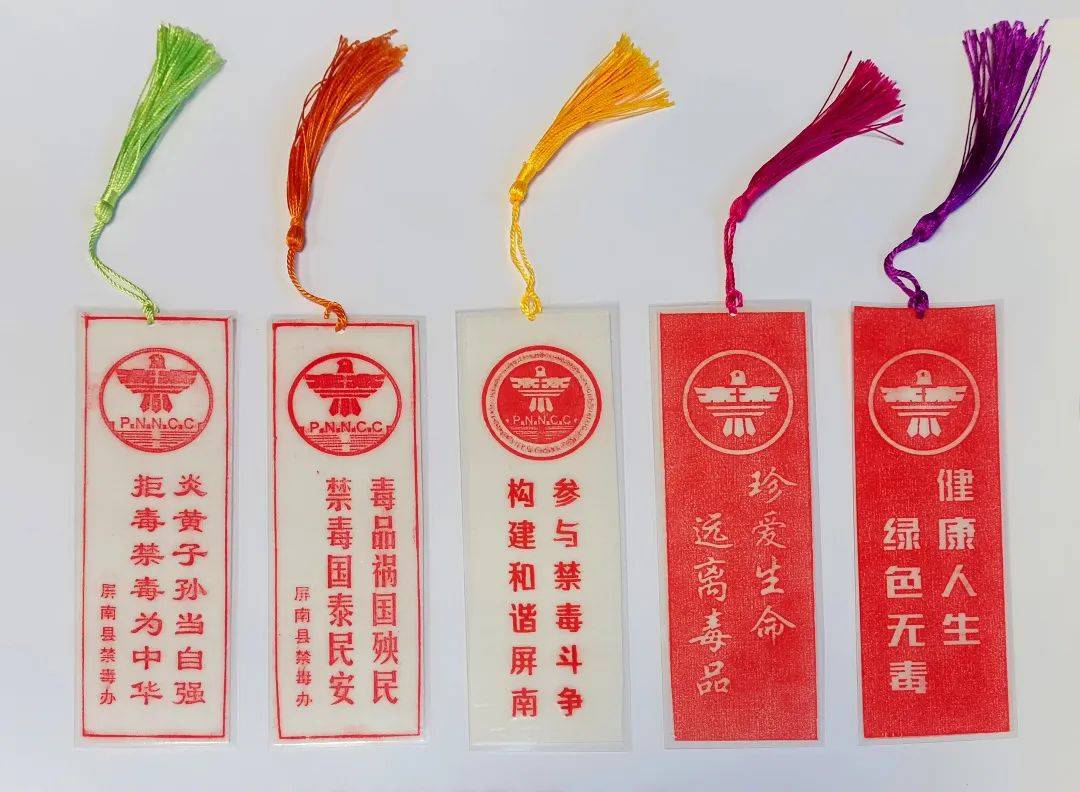 P.N.N.C.C
炎黄子孙当自强
拒毒禁毒为中华
屏南县禁毒办
P.N.N.C.C
毒品祸国殃民
禁毒国泰民安
屏南县禁毒办
P.N.N.C.C
参与禁毒斗争
构建和谐屏南
珍爱生命
远离毒品
健康人生
绿色无毒